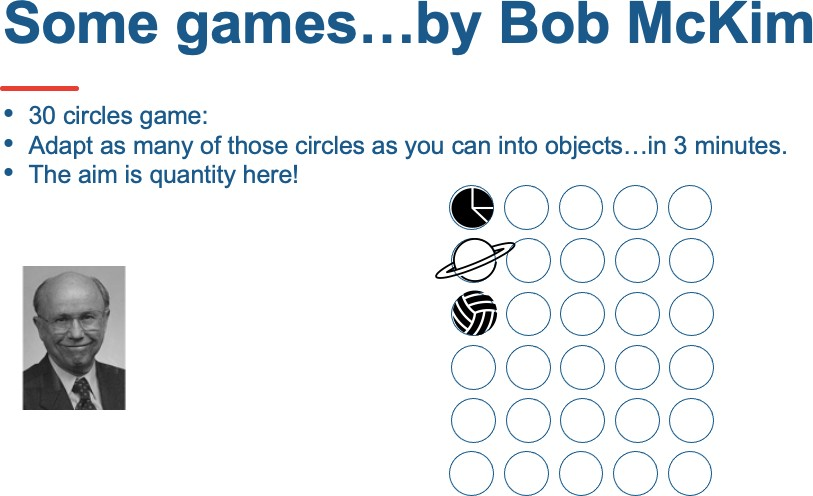 Some games…by Bob McKim
• 30 circles game:
• Adapt as many of those circles as you can into objects…in 3 minutes.
• The aim is quantity here!